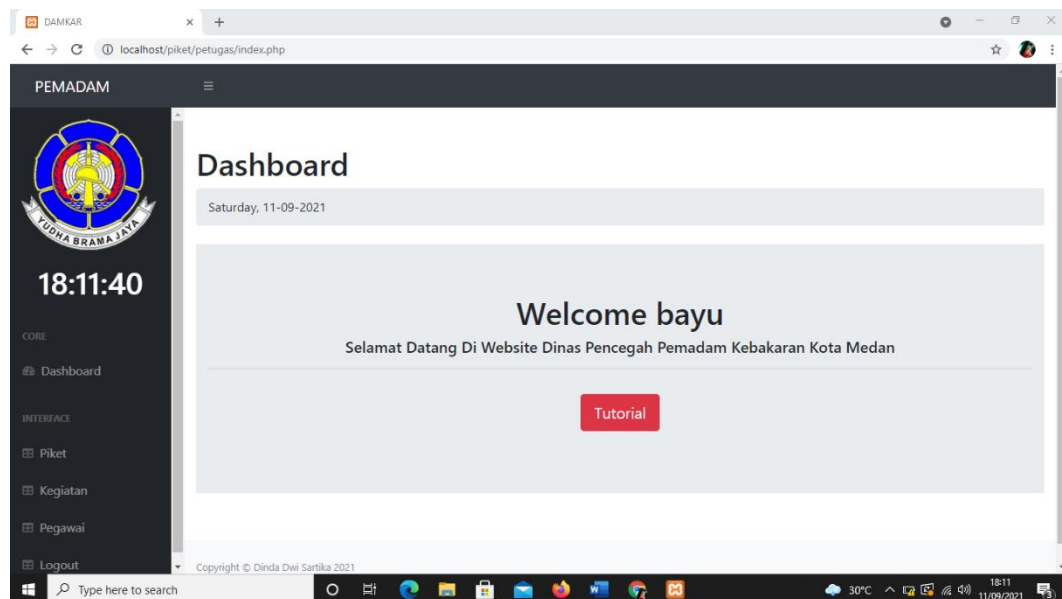 DAMKAR
localhost/piket/petugas/index.php
PEMADAM
YUDHA BRAMA JAYA
18:11:40
CORE
Dashboard
INTERFACE
Piket
Kegiatan
Pegawai
Logout
Dashboard
Saturday, 11-09-2021
Welcome bayu
Selamat Datang Di Website Dinas Pencegah Pemadam Kebakaran Kota Medan
Tutorial
Copyright © Dinda Dwi Sartika 2021
Type here to search
30°C
18:11
11/09/2021